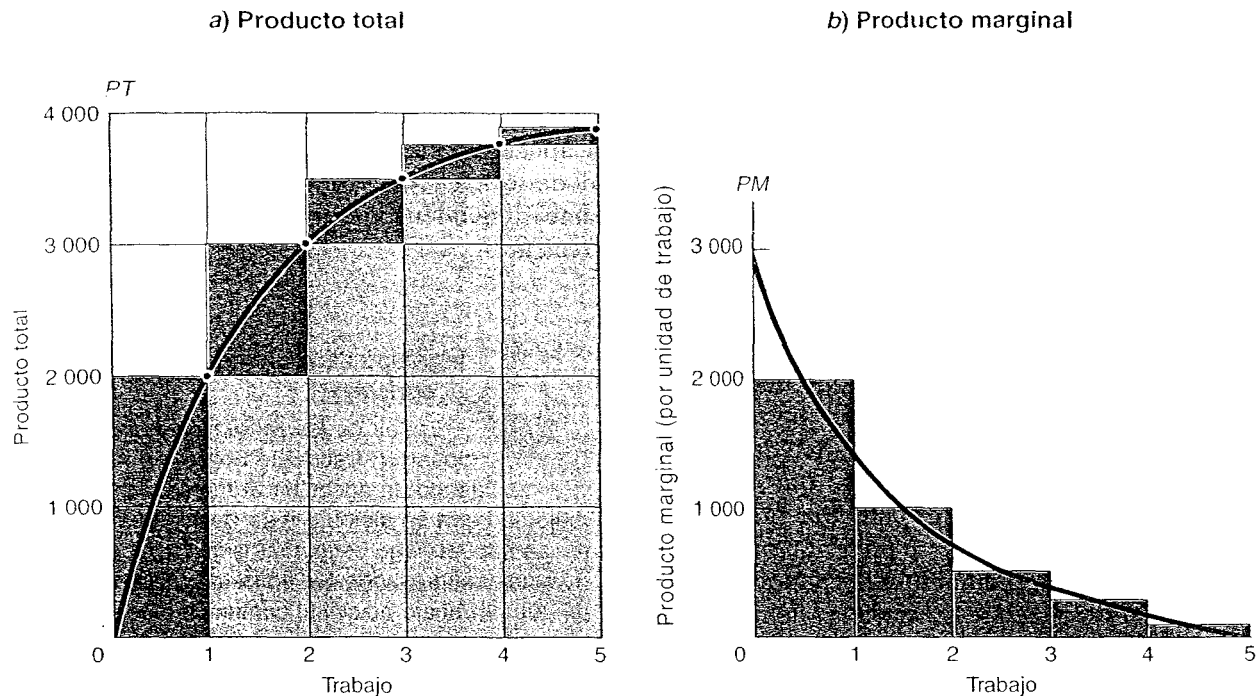 a) Producto total
PT
4 000
3 000
2 000
1 000
0
1
2
3
4
5
Producto total
Trabajo
b) Producto marginal
PM
3 000
2 000
1 000
0
1
2
3
4
5
Producto marginal (por unidad de trabajo)
Trabajo